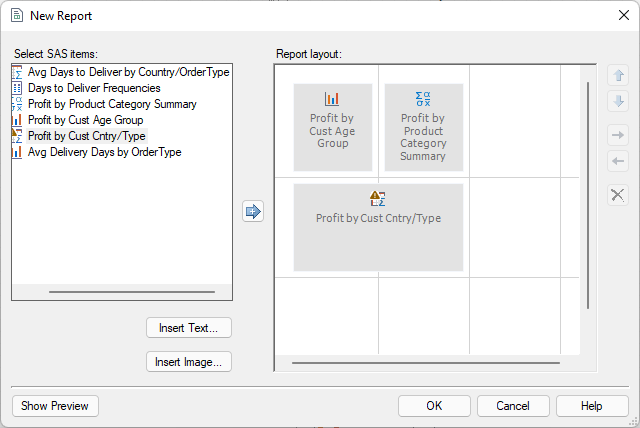 New Report
Select SAS items:
Avg Days to Deliver by Country/OrderType
Days to Deliver Frequencies
Profit by Product Category Summary
Profit by Cust Age Group
Profit by Cust Cntry/Type
Avg Delivery Days by OrderType
Insert Text...
Insert Image...
Report layout:
Profit by
Cust Age
Group
Profit by
Product
Category
Summary
Profit by Cust Cntry/Type
Show Preview
OK
Cancel
Help